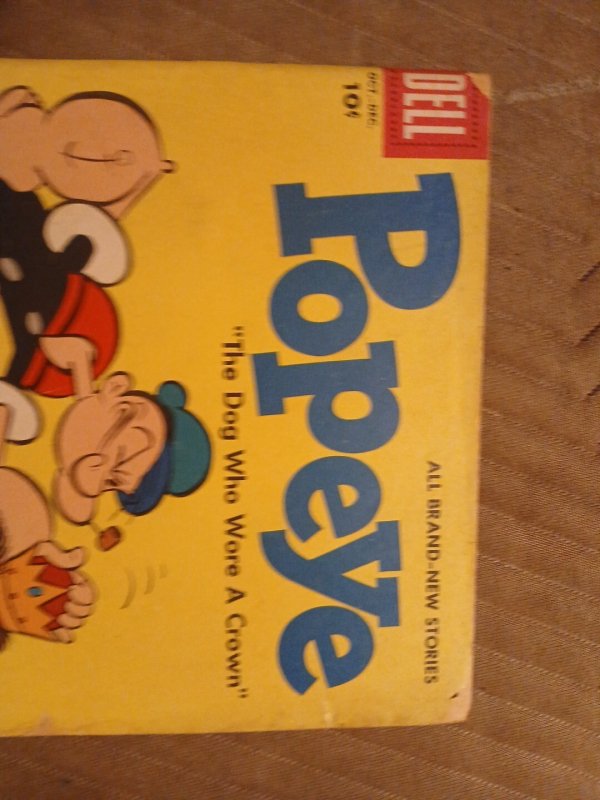 DELL
OCT.-DEC.
10¢
ALL BRAND-NEW STORIES
Popeye
"The Dog Who Wore A Crown"